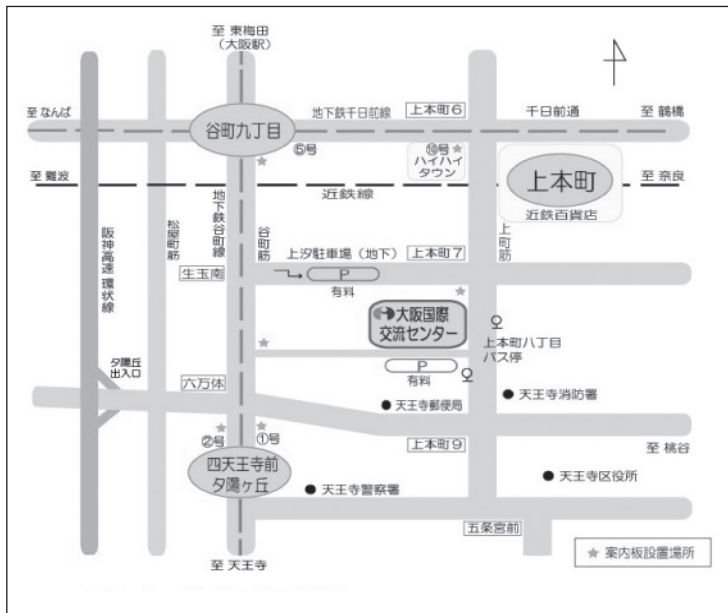 至 東梅田
（大阪駅）
至 なんば
地下鉄千日前線
上本町6
千日前通
至 鶴橋
谷町九丁目
⑤号
⑩号
ハイハイ
タウン
上本町
近鉄百貨店
至 難波
近鉄線
至 奈良
阪神高速 環状線
松屋町筋
地下鉄谷町線
谷町筋
上町筋
上汐駐車場（地下）
P
有料
上本町7
生玉南
大阪国際
交流センター
上本町八丁目
バス停
夕陽丘
出入口
六万体
P
有料
天王寺郵便局
天王寺消防署
②号
①号
上本町9
至 桃谷
四天王寺前
夕陽ヶ丘
天王寺警察署
天王寺区役所
五条宮前
至 天王寺
★ 案内板設置場所